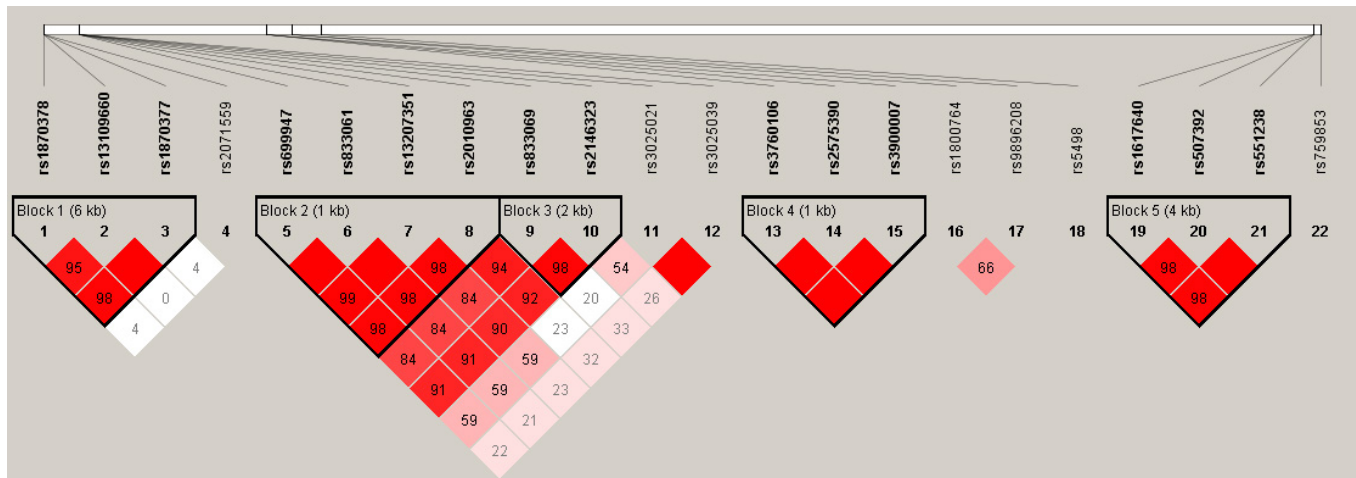 rs1870378 rs13109660 rs1870377 rs2071559 rs699947 rs833061 rs13207351 rs2010963 rs833069 rs2146323 rs3025021 rs3025039 rs3760106 rs2575390 rs3900007 rs1800764 rs9896208 rs5498 rs1617640 rs507392 rs551238 rs759853
Block 1 (6 kb) Block 2 (1 kb) Block 3 (2 kb) Block 4 (1 kb) Block 5 (4 kb)
1 2 3 4 5 6 7 8 9 10 11 12 13 14 15 16 17 18 19 20 21 22
95 4 98 94 98 54 66 98
98 0 99 98 84 92 20 26 98
4 98 84 90 23 33
84 91 59 32
91 59 23
59 21
22